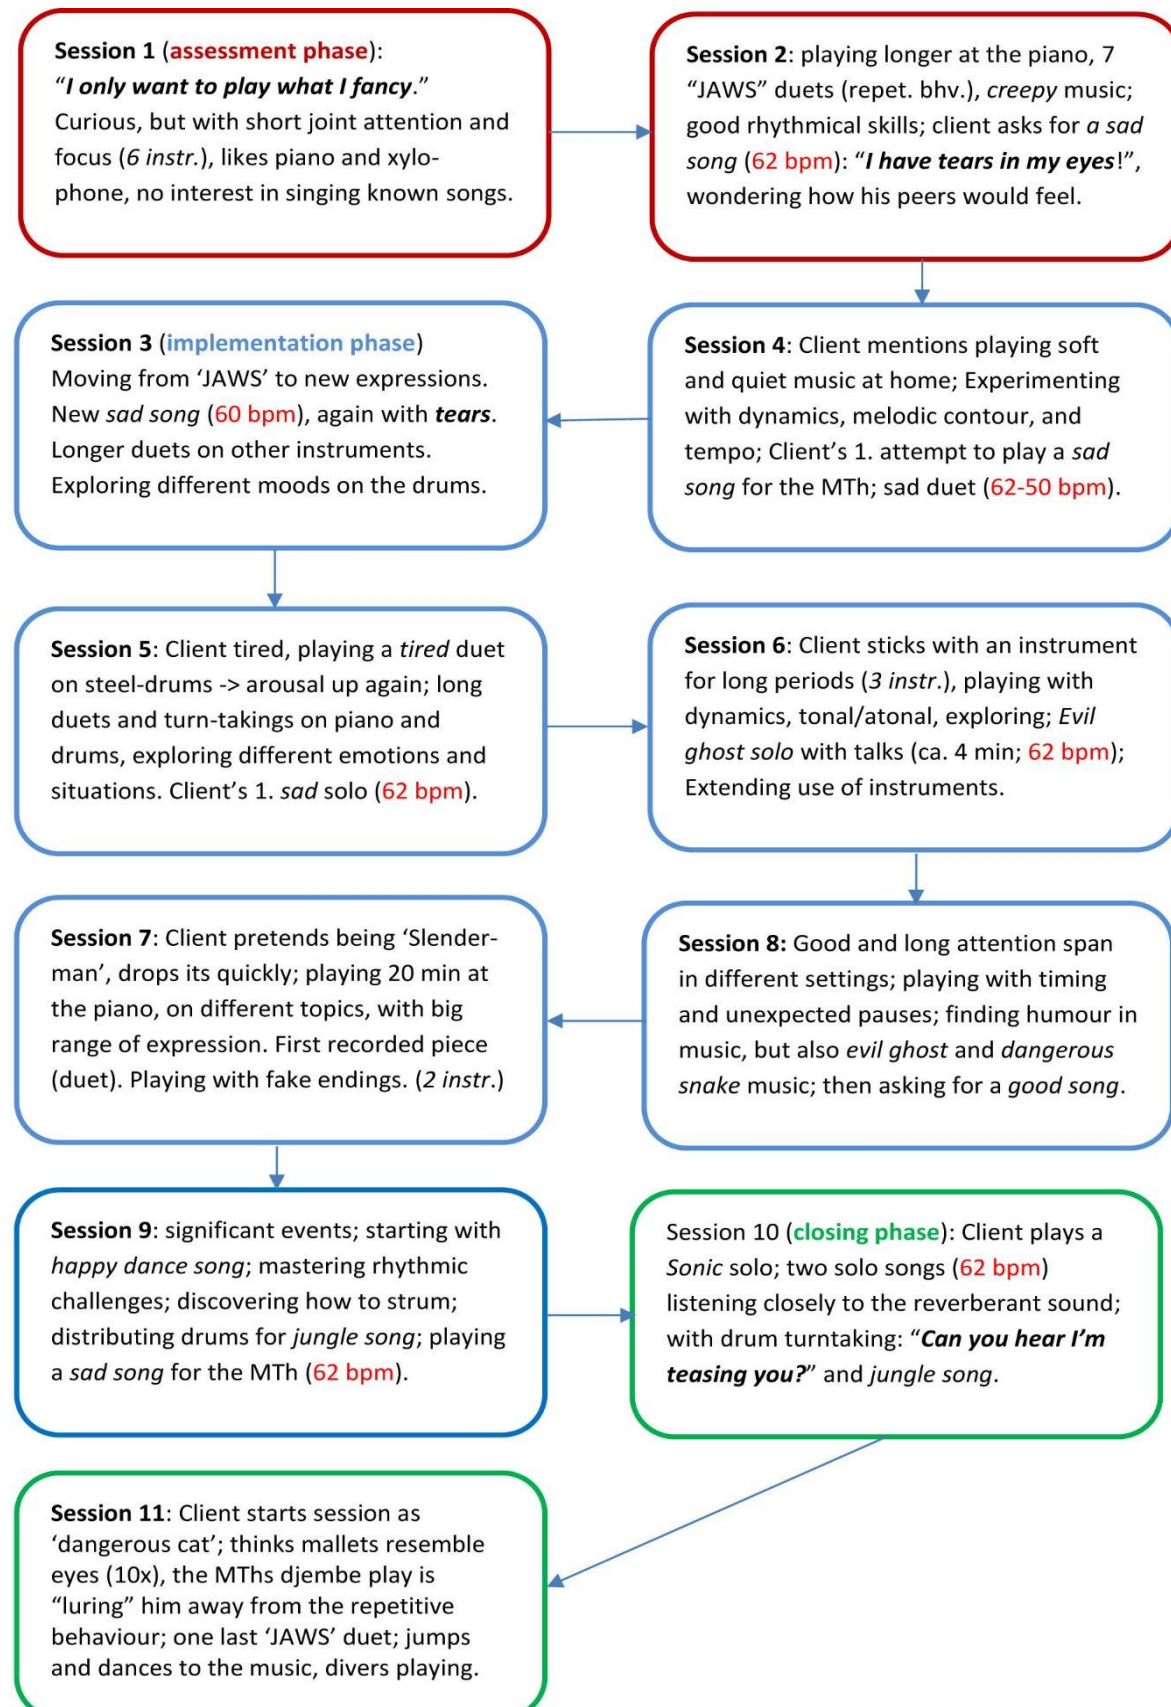 Session 1 (assessment phase):
“I only want to play what I fancy.”
Curious, but with short joint attention and
focus (6 instr.), likes piano and xylo-
phone, no interest in singing known songs.
Session 2: playing longer at the piano, 7
“JAWS” duets (repet. bhv.), creepy music;
good rhythmical skills; client asks for a sad
song (62 bpm): “I have tears in my eyes!”,
wondering how his peers would feel.
Session 3 (implementation phase)
Moving from ‘JAWS’ to new expressions.
New sad song (60 bpm), again with tears.
Longer duets on other instruments.
Exploring different moods on the drums.
Session 4: Client mentions playing soft
and quiet music at home; Experimenting
with dynamics, melodic contour, and
tempo; Client’s 1. attempt to play a sad
song for the MTh; sad duet (62-50 bpm).
Session 5: Client tired, playing a tired duet
on steel-drums -> arousal up again; long
duets and turn-takings on piano and
drums, exploring different emotions and
situations. Client’s 1. sad solo (62 bpm).
Session 6: Client sticks with an instrument
for long periods (3 instr.), playing with
dynamics, tonal/atonal, exploring; Evil
ghost solo with talks (ca. 4 min; 62 bpm);
Extending use of instruments.
Session 7: Client pretends being ‘Slender-
man’, drops its quickly; playing 20 min at
the piano, on different topics, with big
range of expression. First recorded piece
(duet). Playing with fake endings. (2 instr.)
Session 8: Good and long attention span
in different settings; playing with timing
and unexpected pauses; finding humour in
music, but also evil ghost and dangerous
snake music; then asking for a good song.
Session 9: significant events; starting with
happy dance song; mastering rhythmic
challenges; discovering how to strum;
distributing drums for jungle song; playing
a sad song for the MTh (62 bpm).
Session 10 (closing phase): Client plays a
Sonic solo; two solo songs (62 bpm)
listening closely to the reverberant sound;
with drum turntaking: “Can you hear I’m
teasing you?” and jungle song.
Session 11: Client starts session as
‘dangerous cat’; thinks mallets resemble
eyes (10x), the MThs djembe play is
“luring” him away from the repetitive
behaviour; one last ‘JAWS’ duet; jumps
and dances to the music, divers playing.